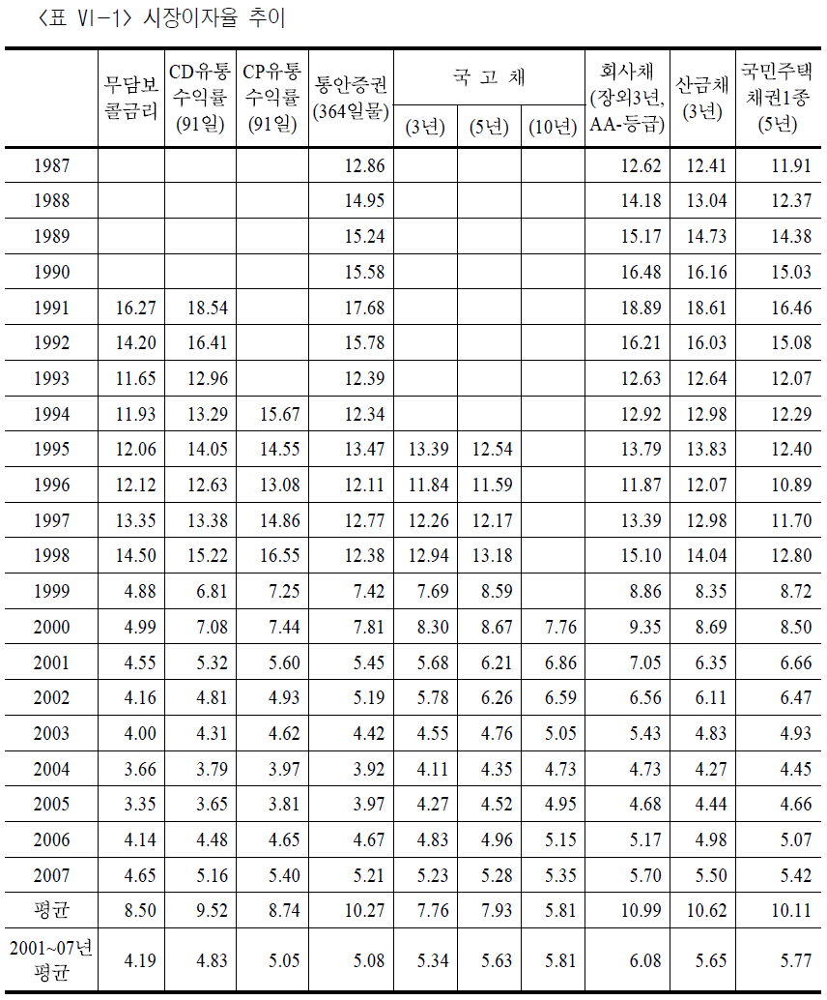 <표 Ⅵ-1> 시장이자율 추이
무담보 콜금리 CD유통 수익률 (91일) CP유통 수익률 (91일) 통안증권 (364일물) 국 고 채 (3년) (5년) (10년) 회사채 (장외3년, AA-등급) 산금채 (3년) 국민주택 채권1종 (5년)
1987 12.86 12.62 12.41 11.91
1988 14.95 14.18 13.04 12.37
1989 15.24 15.17 14.73 14.38
1990 15.58 16.48 16.16 15.03
1991 16.27 18.54 17.68 18.89 18.61 16.46
1992 14.20 16.41 15.78 16.21 16.03 15.08
1993 11.65 12.96 12.39 12.63 12.64 12.07
1994 11.93 13.29 15.67 12.34 12.92 12.98 12.29
1995 12.06 14.05 14.55 13.47 13.39 12.54 13.79 13.83 12.40
1996 12.12 12.63 13.08 12.11 11.84 11.59 11.87 12.07 10.89
1997 13.35 13.38 14.86 12.77 12.26 12.17 13.39 12.98 11.70
1998 14.50 15.22 16.55 12.38 12.94 13.18 15.10 14.04 12.80
1999 4.88 6.81 7.25 7.42 7.69 8.59 8.86 8.35 8.72
2000 4.99 7.08 7.44 7.81 8.30 8.67 7.76 9.35 8.69 8.50
2001 4.55 5.32 5.60 5.45 5.68 6.21 6.86 7.05 6.35 6.66
2002 4.16 4.81 4.93 5.19 5.78 6.26 6.59 6.56 6.11 6.47
2003 4.00 4.31 4.62 4.42 4.55 4.76 5.05 5.43 4.83 4.93
2004 3.66 3.79 3.97 3.92 4.11 4.35 4.73 4.73 4.27 4.45
2005 3.35 3.65 3.81 3.97 4.27 4.52 4.95 4.68 4.44 4.66
2006 4.14 4.48 4.65 4.67 4.83 4.96 5.15 5.17 4.98 5.07
2007 4.65 5.16 5.40 5.21 5.23 5.28 5.35 5.70 5.50 5.42
평균 8.50 9.52 8.74 10.27 7.76 7.93 5.81 10.99 10.62 10.11
2001~07년 평균 4.19 4.83 5.05 5.08 5.34 5.63 5.81 6.08 5.65 5.77